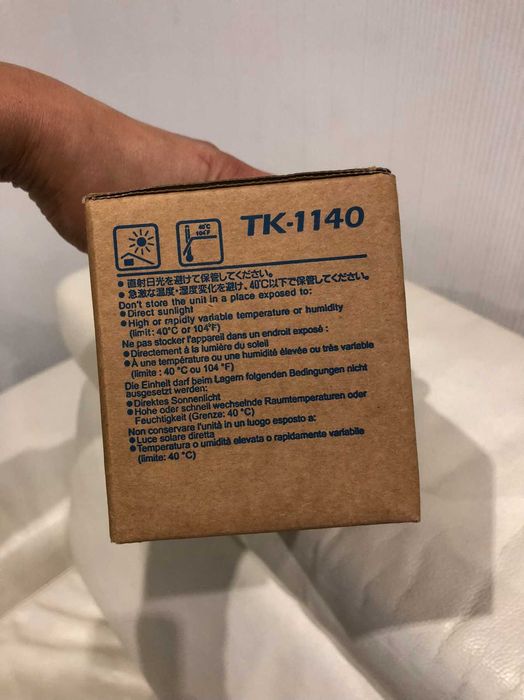 40℃
104℉
TK-1140
● 直射日光を避けて保管してください。
● 急激な温度・湿度変化を避け、40℃以下で保管してください。
Don't store the unit in a place exposed to:
● Direct sunlight
● High or rapidly variable temperature or humidity
(limit: 40°C or 104°F)
Ne pas stocker l'appareil dans un endroit exposé :
● Directement à la lumière du soleil
● À une température ou une humidité élevée ou très variable
(limite : 40 °C ou 104 °F)
Die Einheit darf beim Lagern folgenden Bedingungen nicht
ausgesetzt werden:
● Direktes Sonnenlicht
● Hohe oder schnell wechselnde Raumtemperaturen oder
Feuchtigkeit (Grenze: 40 °C)
Non conservare l'unità in un luogo esposto a:
● Luce solare diretta
● Temperatura o umidità elevata o rapidamente variabile
(limite: 40 °C)